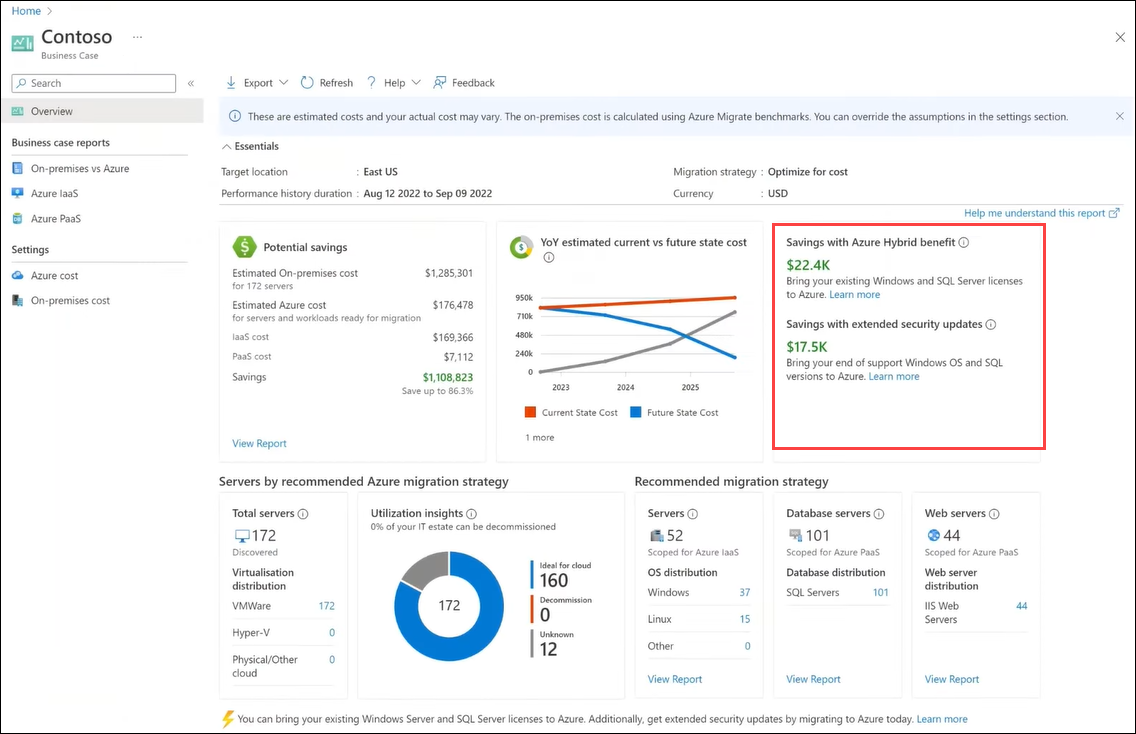 Home
Contoso ...
Business Case
Search
«
Export
Refresh
? Help
Feedback
Overview
These are estimated costs and your actual cost may vary. The on-premises cost is calculated using Azure Migrate benchmarks. You can override the assumptions in the settings section.
Business case reports
On-premises vs Azure
Azure IaaS
Azure PaaS
Settings
Azure cost
On-premises cost
Essentials
Target location : East US
Migration strategy : Optimize for cost
Performance history duration : Aug 12 2022 to Sep 09 2022
Currency : USD
Help me understand this report
Potential savings
Estimated On-premises cost $1,285,301
for 172 servers
Estimated Azure cost $176,478
for servers and workloads ready for migration
IaaS cost $169,366
PaaS cost $7,112
Savings $1,108,823
Save up to 86.3%
View Report
YoY estimated current vs future state cost
950k
710k
480k
240k
0
2023 2024 2025
Current State Cost Future State Cost
1 more
Savings with Azure Hybrid benefit
$22.4K
Bring your existing Windows and SQL Server licenses
to Azure. Learn more
Savings with extended security updates
$17.5K
Bring your end of support Windows OS and SQL
versions to Azure. Learn more
Servers by recommended Azure migration strategy
Total servers
172
Discovered
Virtualisation
distribution
VMWare 172
Hyper-V 0
Physical/Other 0
cloud
Utilization insights
0% of your IT estate can be decommissioned
172
Ideal for cloud
160
Decommission
0
Unknown
12
Recommended migration strategy
Servers
52
Scoped for Azure IaaS
OS distribution
Windows 37
Linux 15
Other 0
View Report
Database servers
101
Scoped for Azure PaaS
Database distribution
SQL Servers 101
View Report
Web servers
44
Scoped for Azure PaaS
Web server
distribution
IIS Web 44
Servers
View Report
You can bring your existing Windows Server and SQL Server licenses to Azure. Additionally, get extended security updates by migrating to Azure today. Learn more